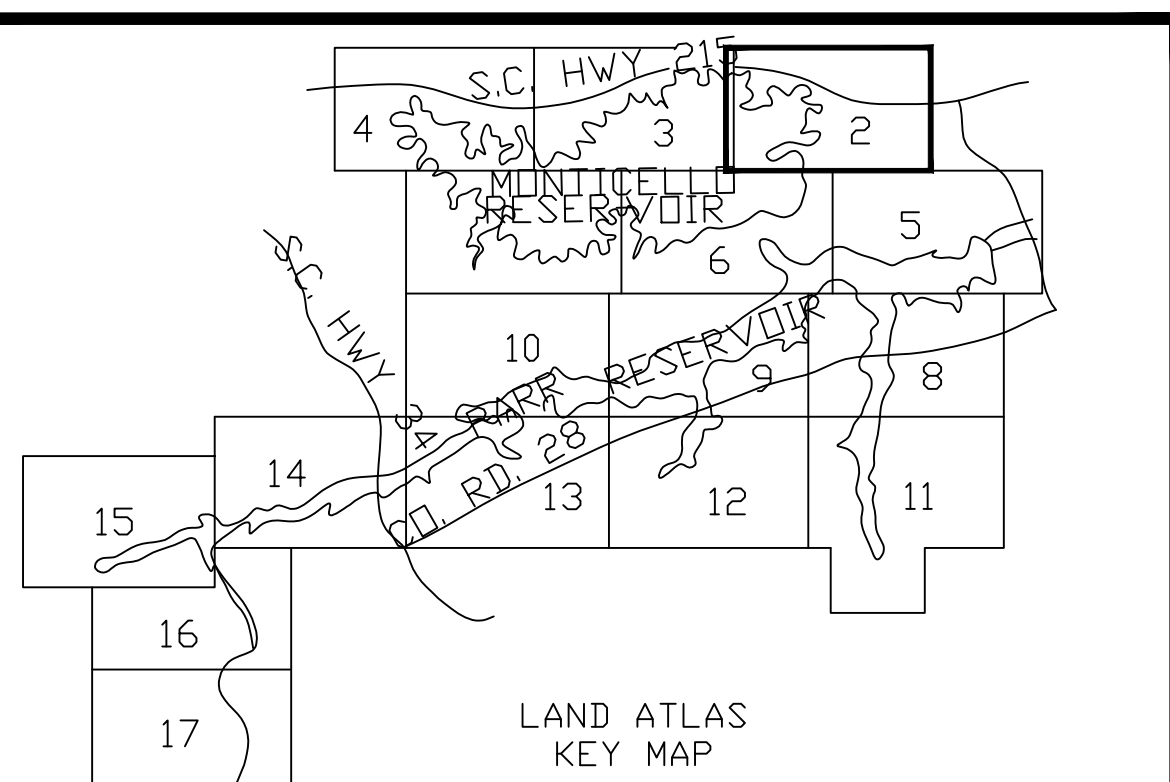 S.C. HWY 215
4
3
2
MONTICELLO
RESERVOIR
5
6
S.C. HWY 34
10
PARR RESERVOIR
9
8
CO. RD. 28
14
13
12
11
15
16
17
LAND ATLAS
KEY MAP